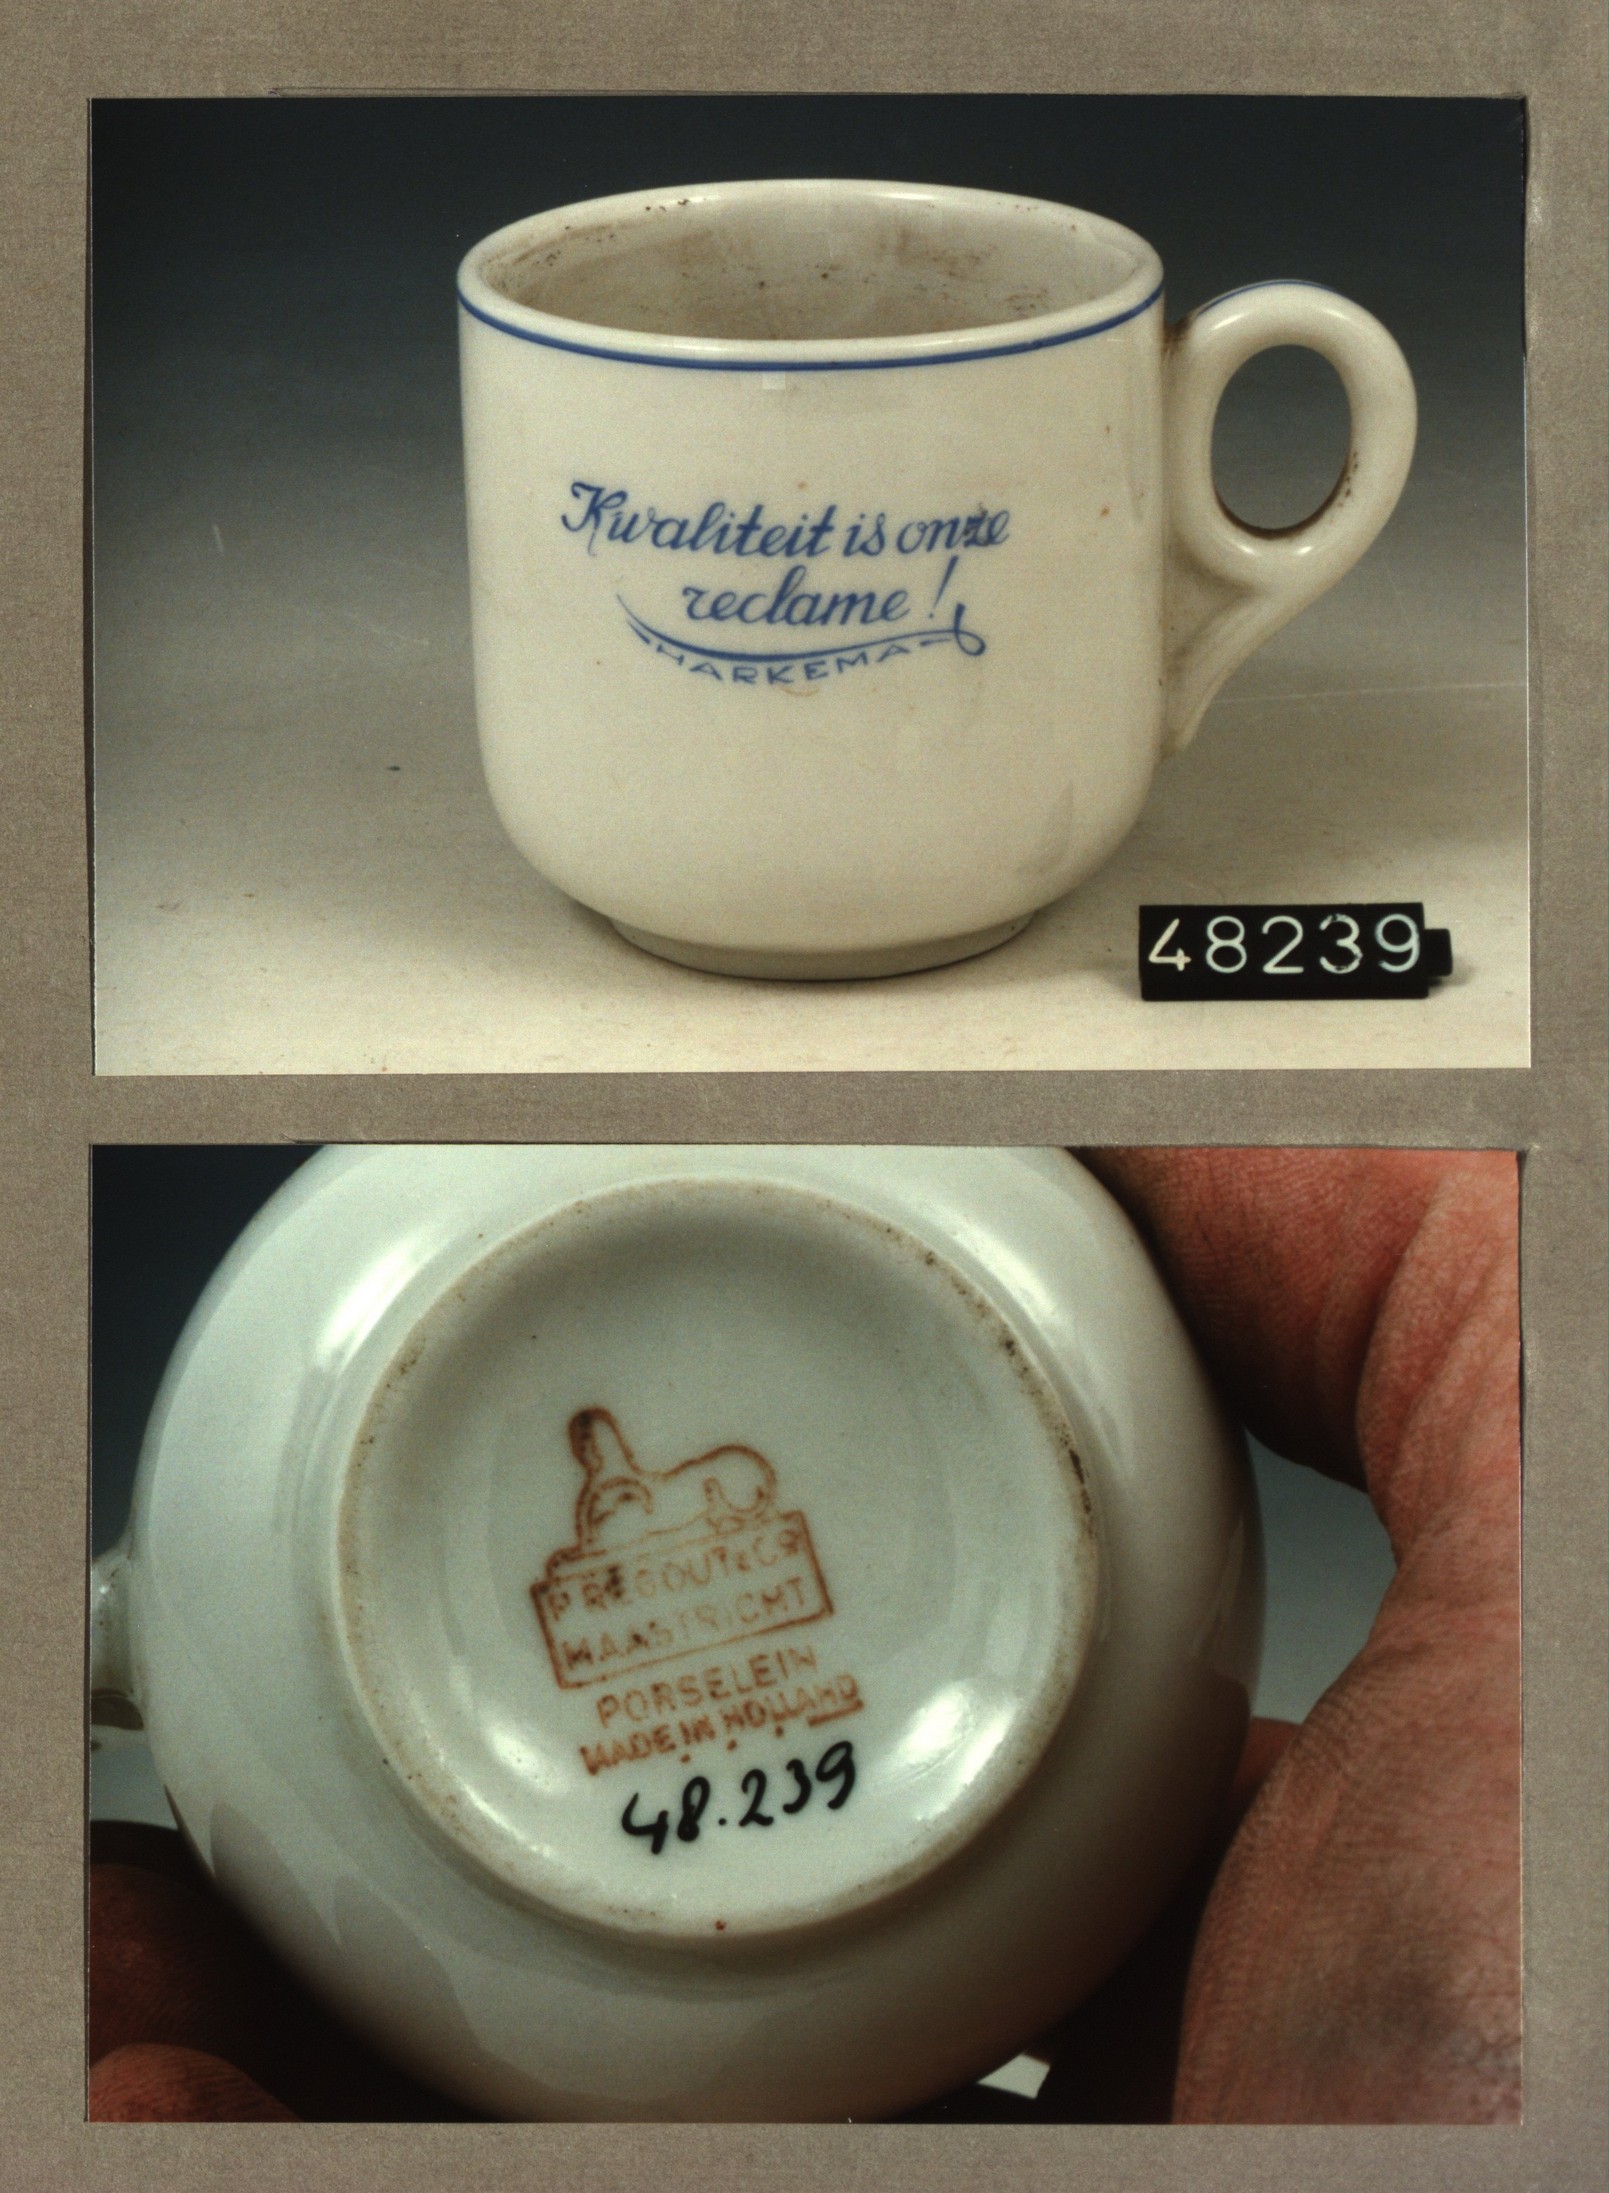 Kwaliteit is onze
reclame!
HARKEMA
48239
P REGOUT & Co
MAASTRICHT
PORSELEIN
MADE IN HOLLAND
48.239